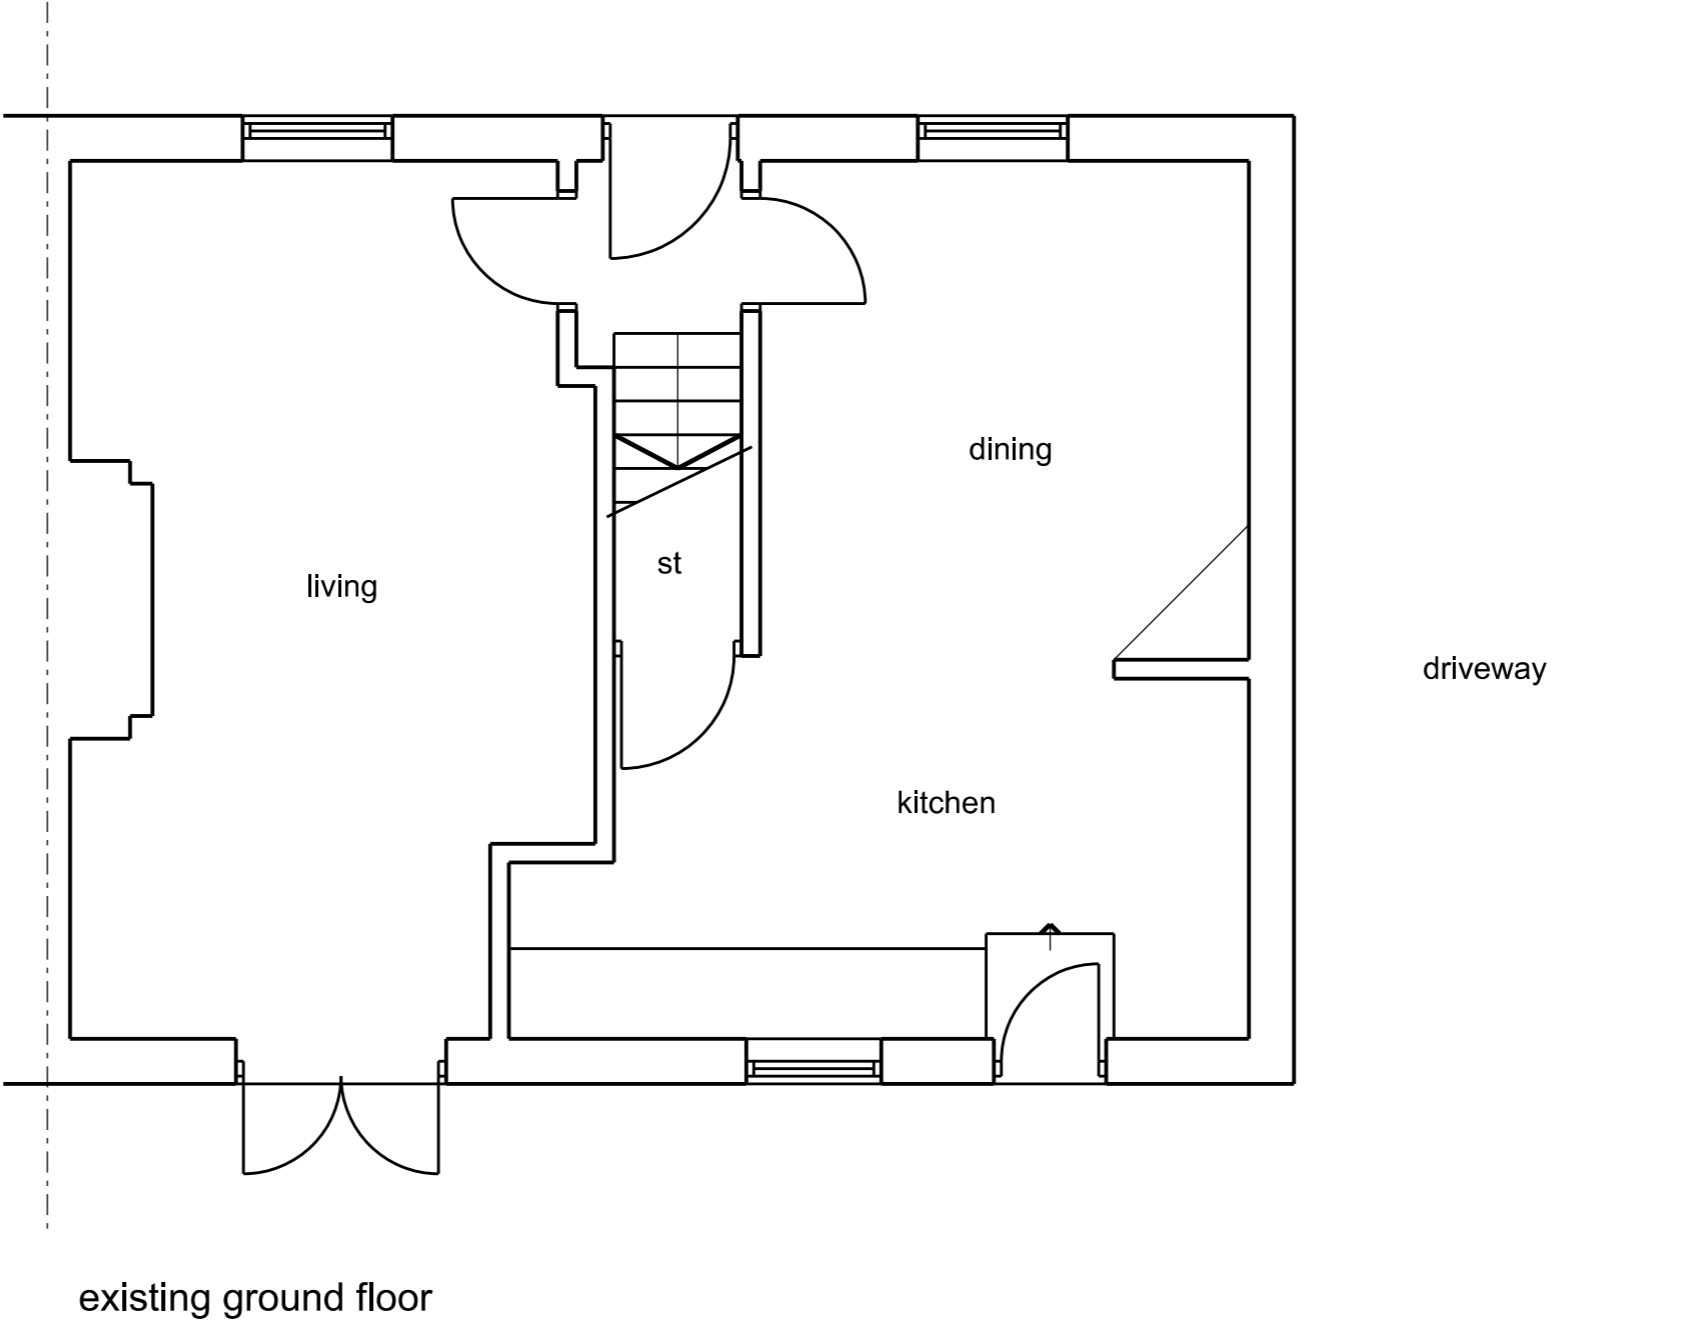 dining
st
living
driveway
kitchen
existing ground floor